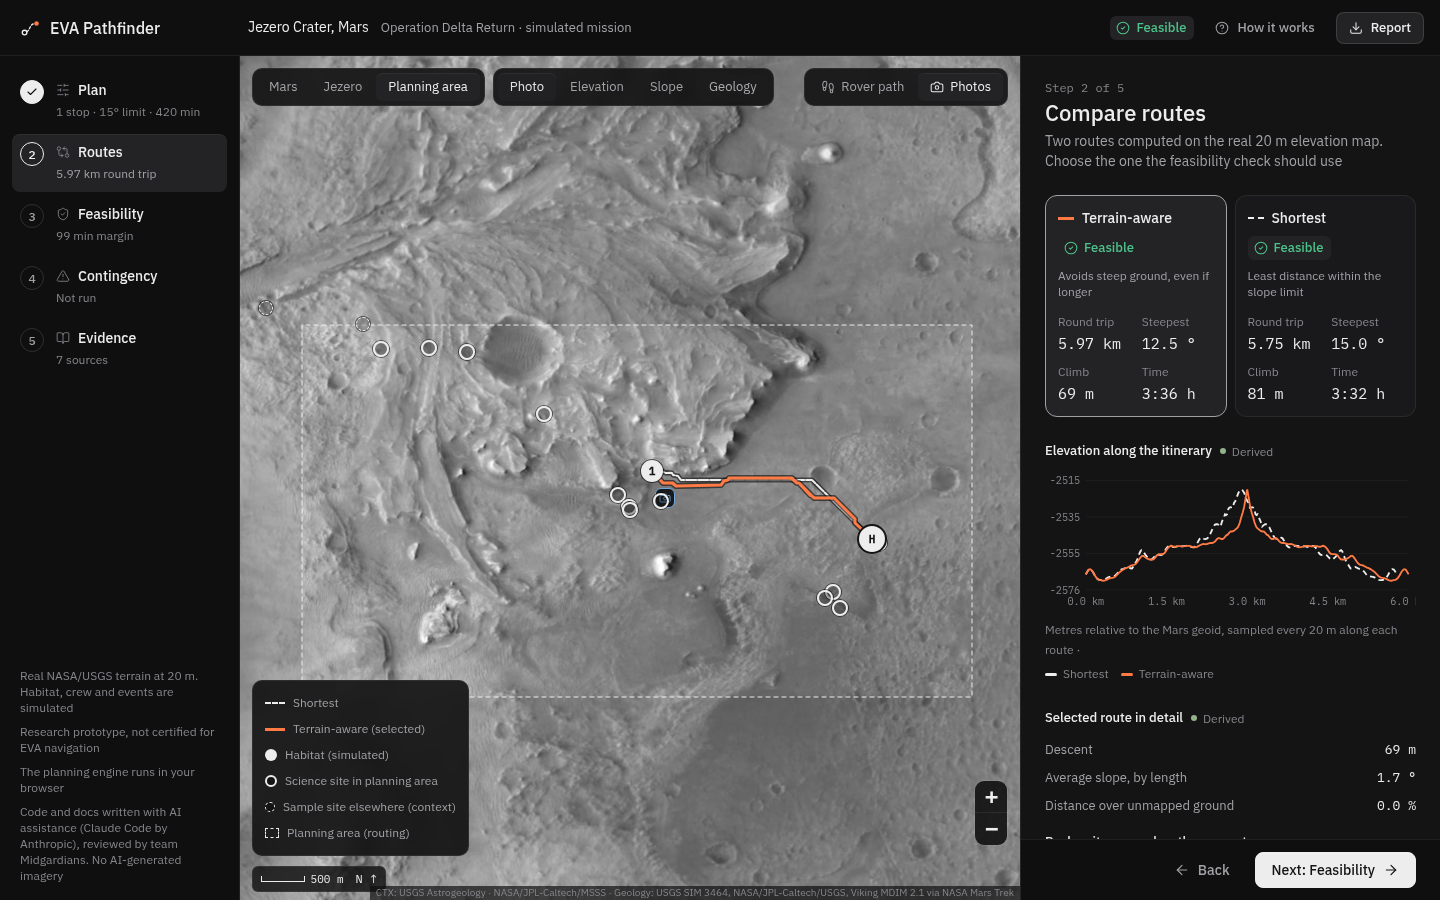 EVA Pathfinder
Jezero Crater, Mars
Operation Delta Return · simulated mission
Feasible
How it works
Report
Plan
1 stop · 15° limit · 420 min
2
Routes
5.97 km round trip
3
Feasibility
99 min margin
4
Contingency
Not run
5
Evidence
7 sources
Real NASA/USGS terrain at 20 m.
Habitat, crew and events are
simulated
Research prototype, not certified for
EVA navigation
The planning engine runs in your
browser
Code and docs written with AI
assistance (Claude Code by
Anthropic), reviewed by team
Midgardians. No AI-generated
imagery
Mars
Jezero
Planning area
Photo
Elevation
Slope
Geology
Rover path
Photos
1
H
Shortest
Terrain-aware (selected)
Habitat (simulated)
Science site in planning area
Sample site elsewhere (context)
Planning area (routing)
500 m N ↑
+
−
CTX: USGS Astrogeology · NASA/JPL-Caltech/MSSS · Geology: USGS SIM 3464, NASA/JPL-Caltech/USGS, Viking MDIM 2.1 via NASA Mars Trek
Step 2 of 5
Compare routes
Two routes computed on the real 20 m elevation map.
Choose the one the feasibility check should use
Terrain-aware
Feasible
Avoids steep ground, even if
longer
Round trip
Steepest
5.97 km
12.5 °
Climb
Time
69 m
3:36 h
Shortest
Feasible
Least distance within the
slope limit
Round trip
Steepest
5.75 km
15.0 °
Climb
Time
81 m
3:32 h
Elevation along the itinerary
Derived
-2515
-2535
-2555
-2576
0.0 km
1.5 km
3.0 km
4.5 km
6.0
Metres relative to the Mars geoid, sampled every 20 m along each
route ·
Shortest
Terrain-aware
Selected route in detail
Derived
Descent
69 m
Average slope, by length
1.7 °
Distance over unmapped ground
0.0 %
Back
Next: Feasibility